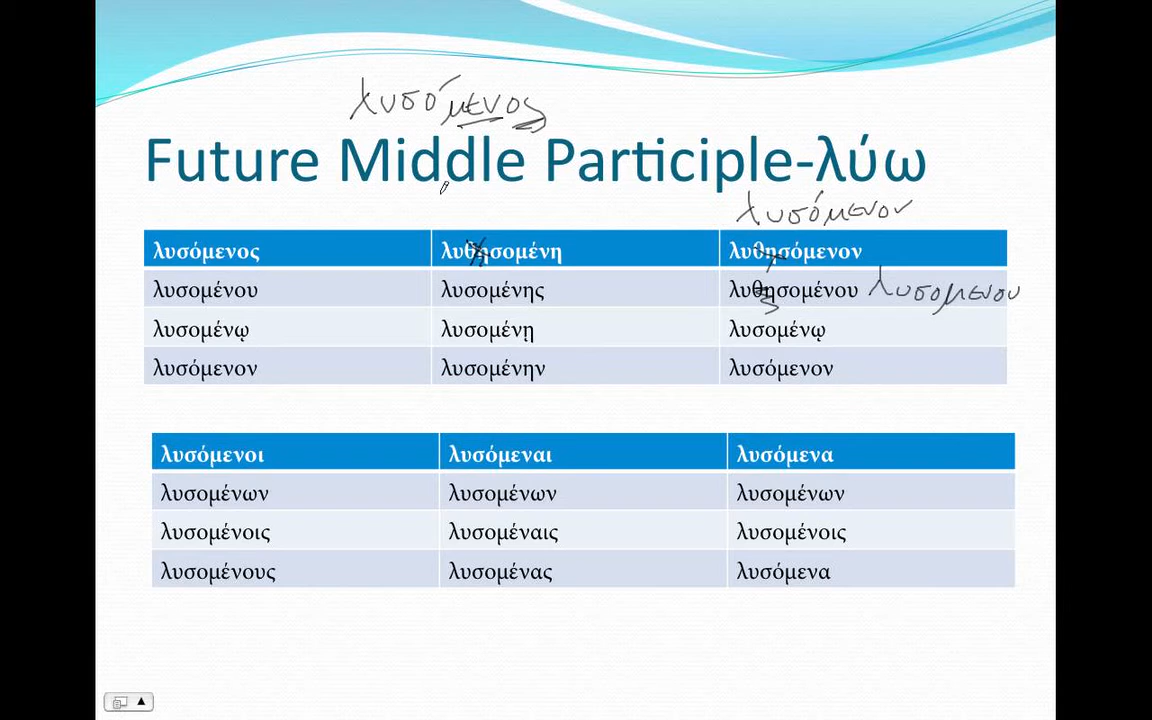 λυσόμενος
Future Middle Participle-λύω
λυσόμενον
λυσόμενος λυθησομένη λυθησόμενον
λυσομένου λυσομένης λυθησομένου λυσομενου
λυσομένῳ λυσομένῃ λυσομένῳ
λυσόμενον λυσομένην λυσόμενον
λυσόμενοι λυσόμεναι λυσόμενα
λυσομένων λυσομένων λυσομένων
λυσομένοις λυσομέναις λυσομένοις
λυσομένους λυσομένας λυσόμενα